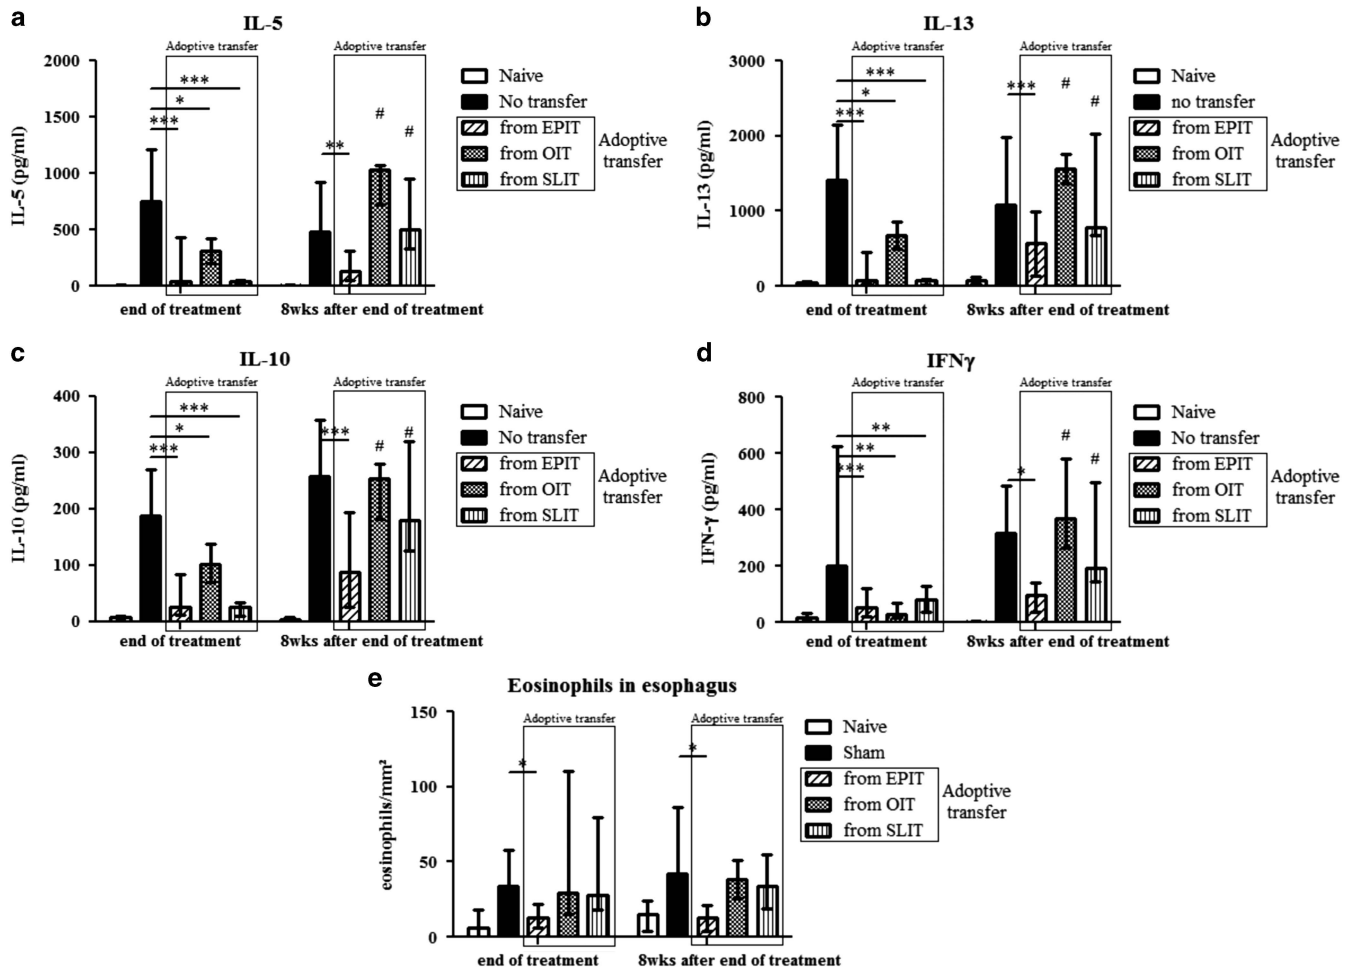 a
IL-5
Adoptive transfer
Adoptive transfer
2000
1500
1000
500
0
IL-5 (pg/ml)
***
*
***
**
#
#
end of treatment
8wks after end of treatment
Naive
No transfer
from EPIT
from OIT
from SLIT
Adoptive
transfer
b
IL-13
Adoptive transfer
Adoptive transfer
3000
2000
1000
0
IL-13 (pg/ml)
***
*
***
***
#
#
end of treatment
8wks after end of treatment
Naive
no transfer
from EPIT
from OIT
from SLIT
Adoptive
transfer
c
IL-10
Adoptive transfer
Adoptive transfer
400
300
200
100
0
IL-10 (pg/ml)
***
*
***
***
#
#
end of treatment
8wks after end of treatment
Naive
No transfer
from EPIT
from OIT
from SLIT
Adoptive
transfer
d
IFNγ
Adoptive transfer
Adoptive transfer
800
600
400
200
0
IFN-γ (pg/ml)
**
**
***
*
#
#
end of treatment
8wks after end of treatment
Naive
No transfer
from EPIT
from OIT
from SLIT
Adoptive
transfer
e
Eosinophils in esophagus
Adoptive transfer
Adoptive transfer
150
100
50
0
eosinophils/mm²
*
*
end of treatment
8wks after end of treatment
Naive
Sham
from EPIT
from OIT
from SLIT
Adoptive
transfer